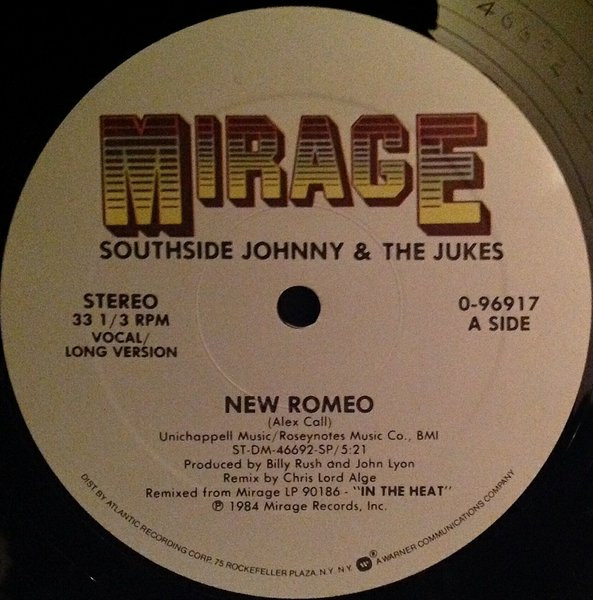 46692-
MIRAGE
SOUTHSIDE JOHNNY & THE JUKES
STEREO
33 1/3 RPM
VOCAL/
LONG VERSION
0-96917
A SIDE
NEW ROMEO
(Alex Call)
Unichappell Music/Roseynotes Music Co., BMI
ST-DM-46692-SP/5:21
Produced by Billy Rush and John Lyon
Remix by Chris Lord Alge
Remixed from Mirage LP 90186 - "IN THE HEAT"
℗ 1984 Mirage Records, Inc.
DIST. BY ATLANTIC RECORDING CORP. 75 ROCKEFELLER PLAZA, N.Y. N.Y. W ® A WARNER COMMUNICATIONS COMPANY